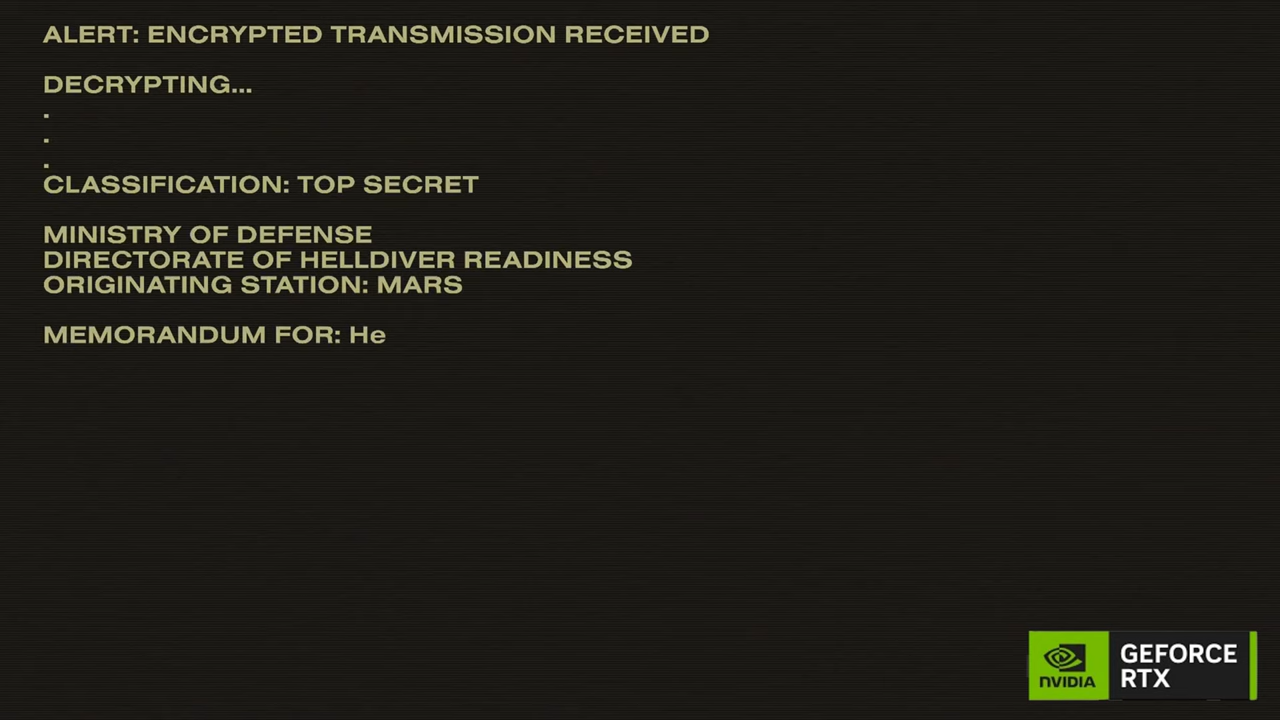 ALERT: ENCRYPTED TRANSMISSION RECEIVED
DECRYPTING...
.
.
.
CLASSIFICATION: TOP SECRET
MINISTRY OF DEFENSE
DIRECTORATE OF HELLDIVER READINESS
ORIGINATING STATION: MARS
MEMORANDUM FOR: He
NVIDIA
GEFORCE
RTX